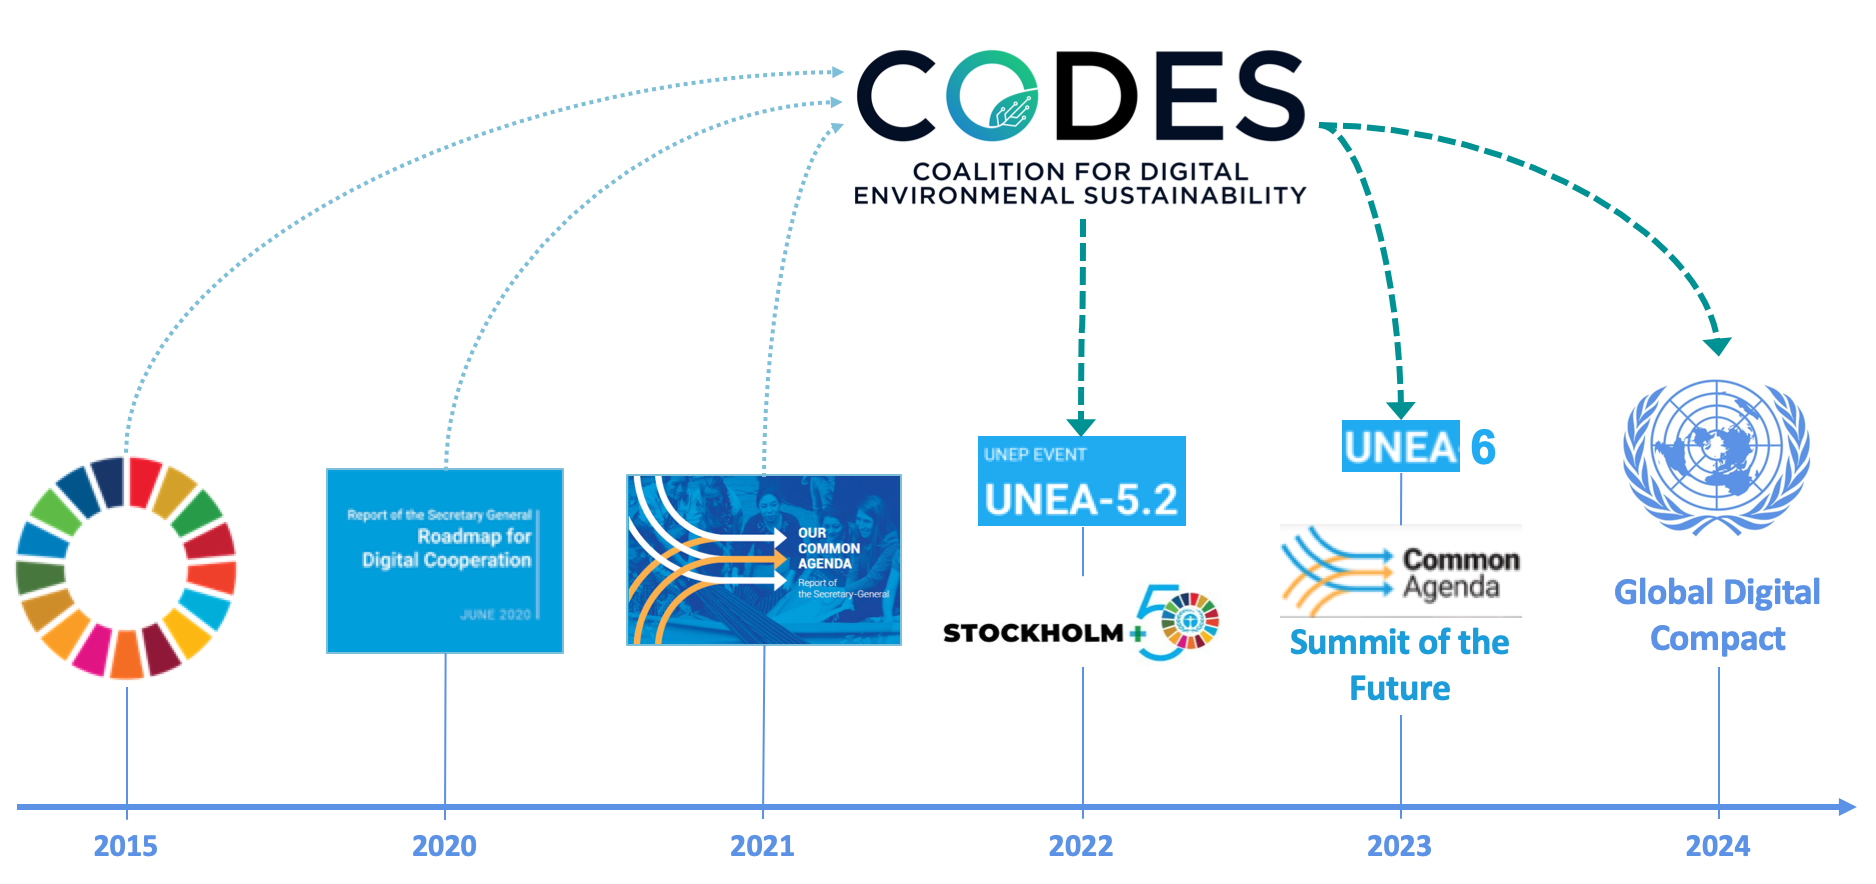 CODES
COALITION FOR DIGITAL
ENVIRONMENAL SUSTAINABILITY
Report of the Secretary General
Roadmap for
Digital Cooperation
JUNE 2020
OUR
COMMON
AGENDA
Report of
the Secretary-General
UNEP EVENT
UNEA-5.2
STOCKHOLM+50
UNEA 6
Common
Agenda
Summit of the
Future
Global Digital
Compact
2015
2020
2021
2022
2023
2024